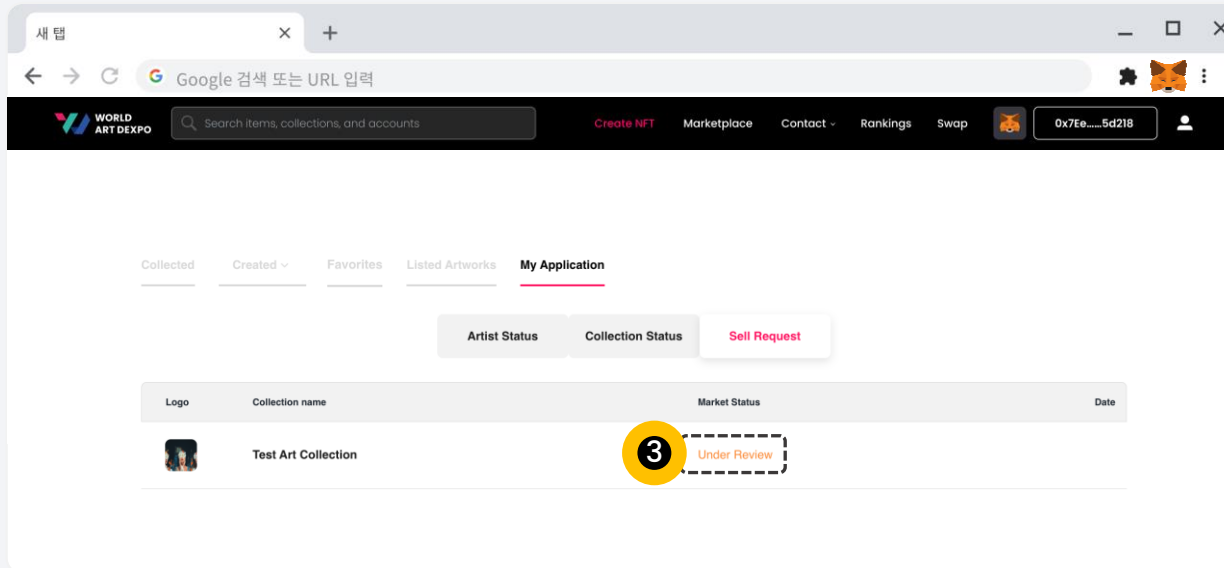 새 탭
Google 검색 또는 URL 입력
WORLD
ART DEXPO
Search items, collections, and accounts
Create NFT
Marketplace
Contact
Rankings
Swap
0x7Ee......5d218
Collected
Created
Favorites
Listed Artworks
My Application
Artist Status
Collection Status
Sell Request
Logo
Collection name
Market Status
Date
Test Art Collection
3
Under Review